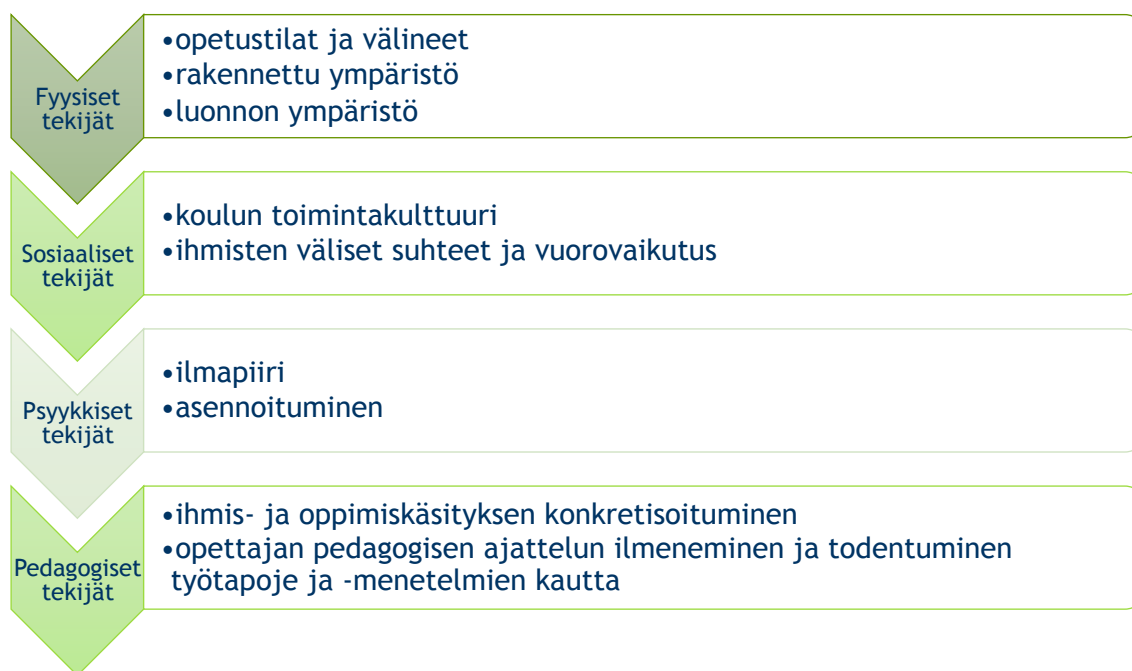 Fyysiset
tekijät
•opetustilat ja välineet
•rakennettu ympäristö
•luonnon ympäristö
Sosiaaliset
tekijät
•koulun toimintakulttuuri
•ihmisten väliset suhteet ja vuorovaikutus
Psyykkiset
tekijät
•ilmapiiri
•asennoituminen
Pedagogiset
tekijät
•ihmis- ja oppimiskäsityksen konkretisoituminen
•opettajan pedagogisen ajattelun ilmeneminen ja todentuminen
työtapoje ja -menetelmien kautta